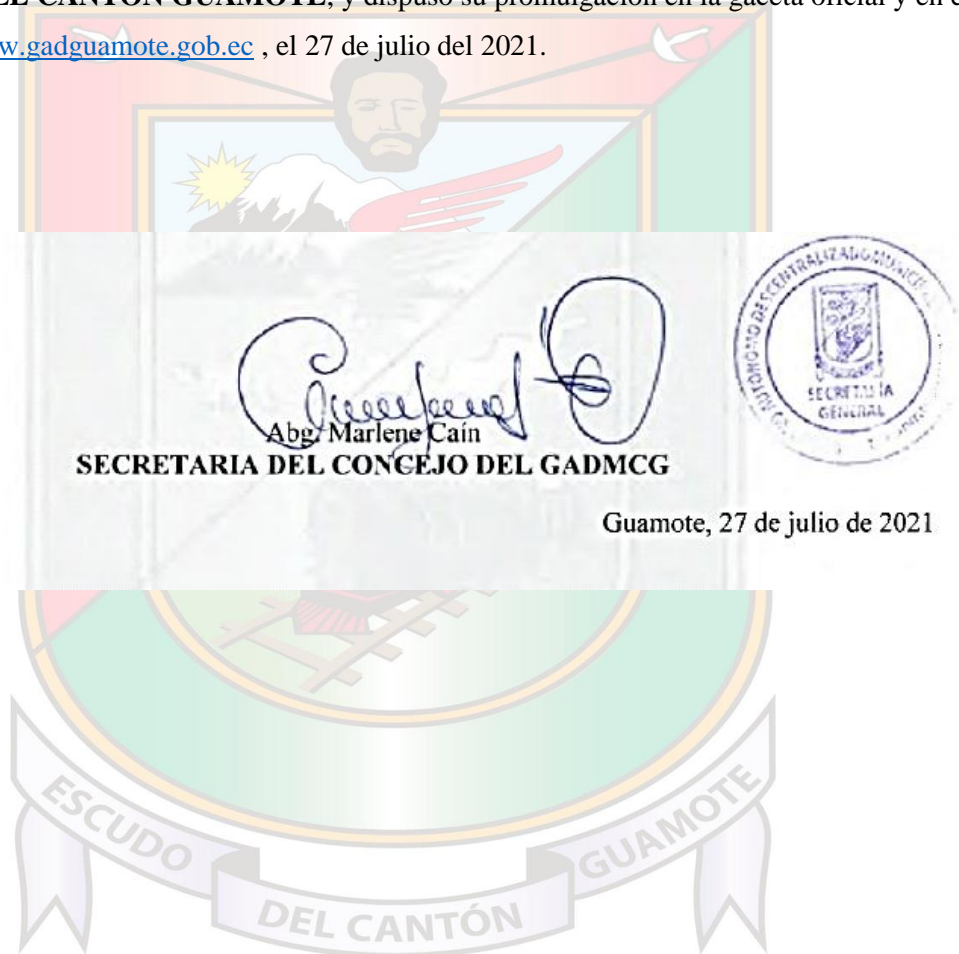 EL CANTÓN GUAMOTE, y dispuso su promulgación en la gaceta oficial y en e
w.gadguamote.gob.ec , el 27 de julio del 2021.
Abg. Marlene Caín
SECRETARIA DEL CONCEJO DEL GADMCG
AUTONOMO DESCENTRALIZADO
SECRETARÍA
GENERAL
Guamote, 27 de julio de 2021
ESCUDO
DEL CANTÓN
GUAMOTE